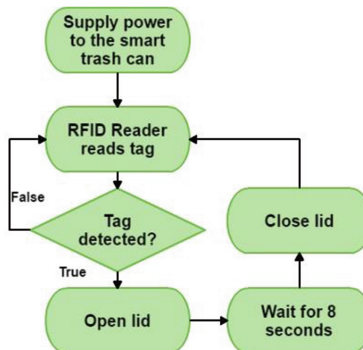 Supply power
to the smart
trash can
RFID Reader
reads tag
False
Tag
detected?
True
Open lid
Wait for 8
seconds
Close lid